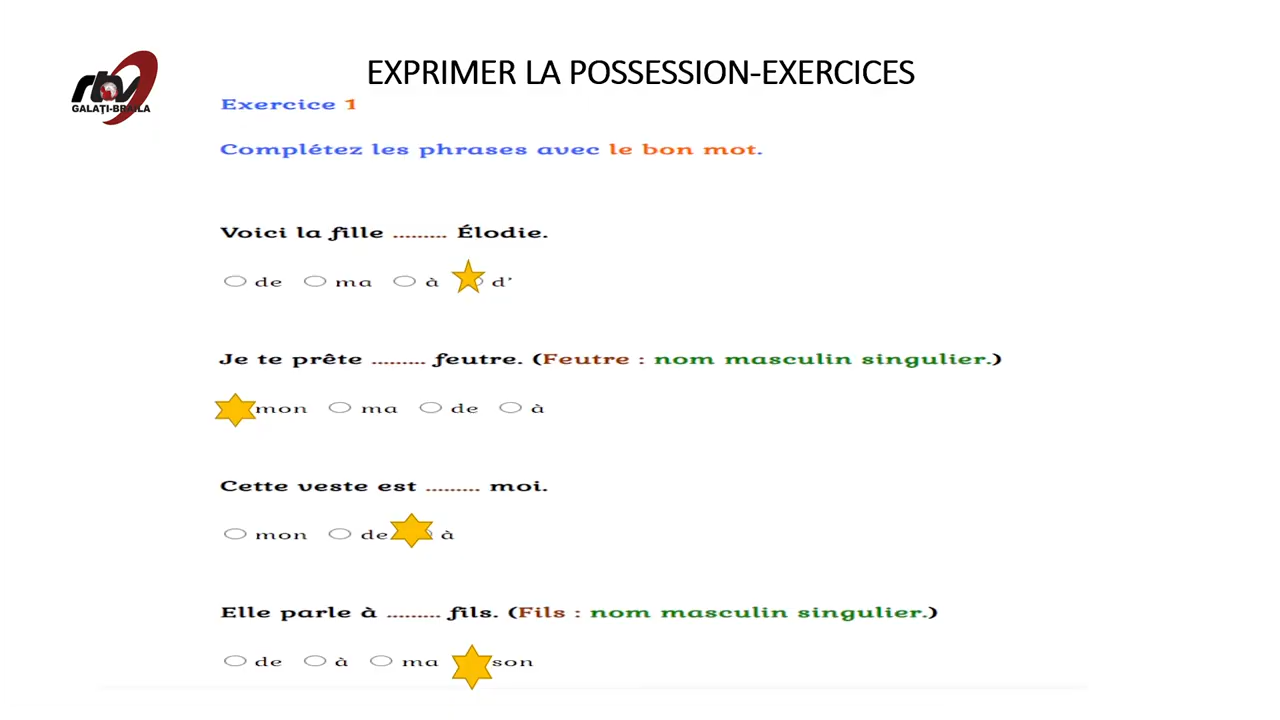 rtv
GALAȚI-BRĂILA
EXPRIMER LA POSSESSION-EXERCICES
Exercice 1
Complétez les phrases avec le bon mot.
Voici la fille ......... Élodie.
de ma à d’
Je te prête ......... feutre. (Feutre : nom masculin singulier.)
mon ma de à
Cette veste est ......... moi.
mon de à
Elle parle à ......... fils. (Fils : nom masculin singulier.)
de à ma son